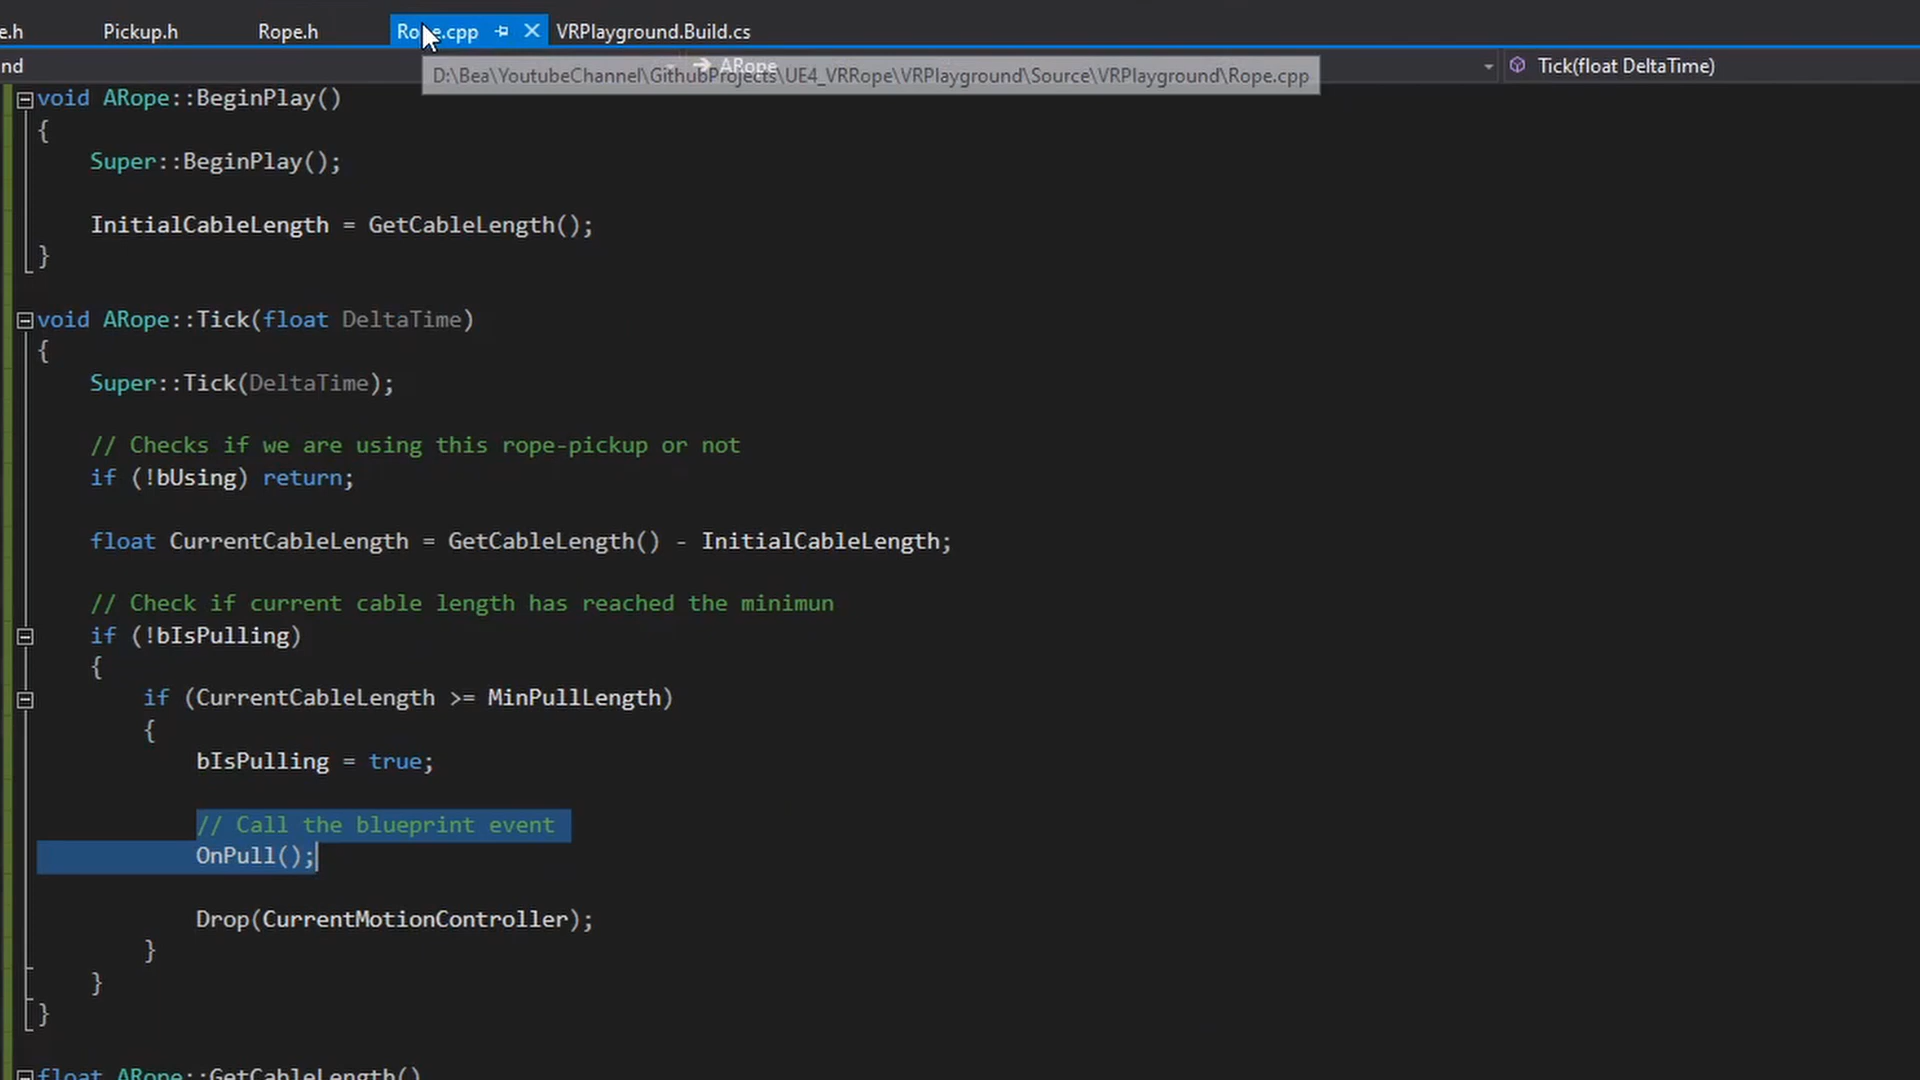 e.h Pickup.h Rope.h Rope.cpp VRPlayground.Build.cs
nd ARope Tick(float DeltaTime)
D:\Bea\YoutubeChannel\GithubProjects\UE4_VRRope\VRPlayground\Source\VRPlayground\Rope.cpp
void ARope::BeginPlay()
{
Super::BeginPlay();
InitialCableLength = GetCableLength();
}
void ARope::Tick(float DeltaTime)
{
Super::Tick(DeltaTime);
// Checks if we are using this rope-pickup or not
if (!bUsing) return;
float CurrentCableLength = GetCableLength() - InitialCableLength;
// Check if current cable length has reached the minimun
if (!bIsPulling)
{
if (CurrentCableLength >= MinPullLength)
{
bIsPulling = true;
// Call the blueprint event
OnPull();
Drop(CurrentMotionController);
}
}
}
float ARope::GetCableLength()